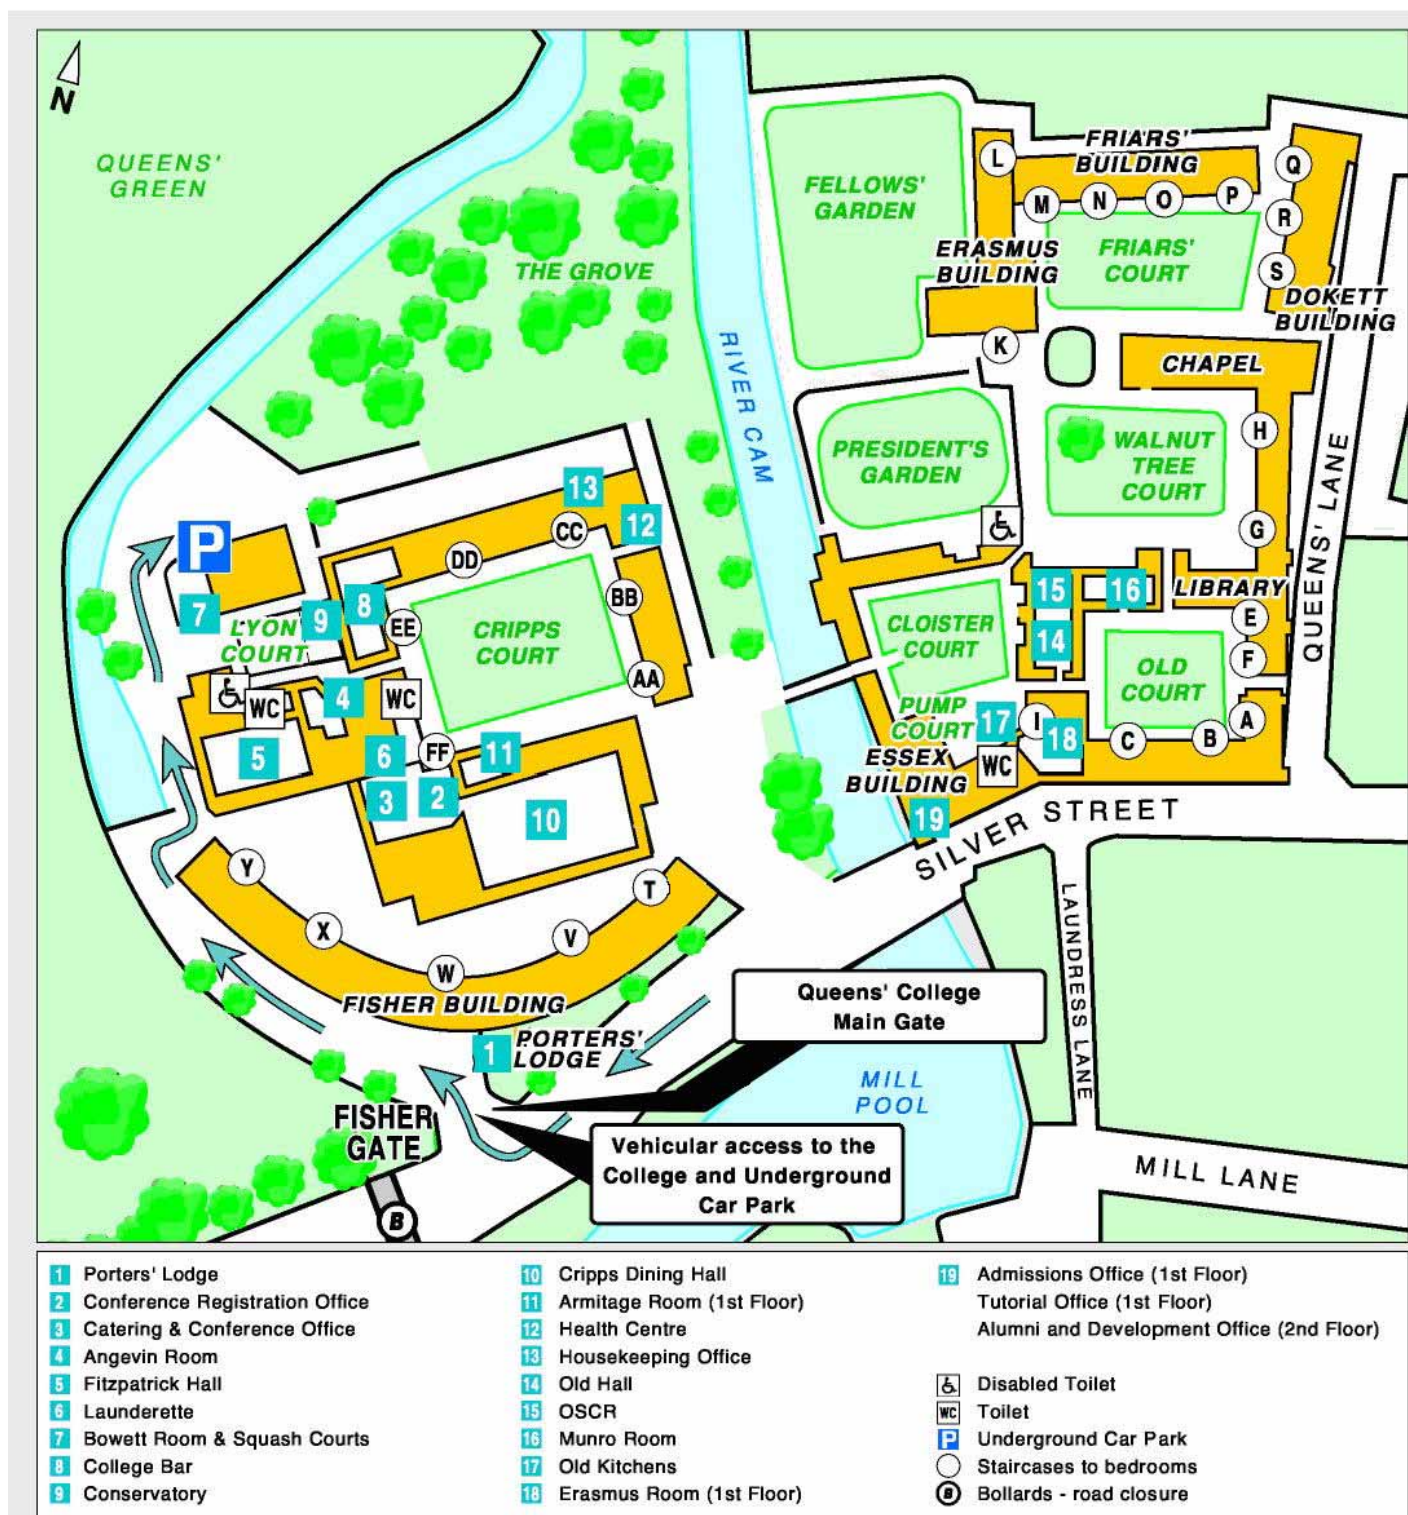 N
QUEENS'
GREEN
THE GROVE
RIVER CAM
FELLOWS'
GARDEN
L
FRIARS'
BUILDING
M
N
O
P
Q
R
S
ERASMUS
BUILDING
FRIARS'
COURT
DOKETT
BUILDING
K
CHAPEL
PRESIDENT'S
GARDEN
WALNUT
TREE
COURT
H
G
QUEENS' LANE
P
7
LYON
COURT
9
8
EE
DD
CC
13
12
BB
AA
CRIPPS
COURT
WC
4
WC
5
6
FF
11
3
2
10
CLOISTER
COURT
15
16
14
LIBRARY
E
F
OLD
COURT
PUMP
COURT
17
I
18
C
B
A
ESSEX
BUILDING
WC
19
SILVER STREET
LAUNDRESS LANE
MILL LANE
Y
X
W
V
T
FISHER BUILDING
1
PORTERS'
LODGE
Queens' College
Main Gate
MILL
POOL
FISHER
GATE
Vehicular access to the
College and Underground
Car Park
B
1 Porters' Lodge
2 Conference Registration Office
3 Catering & Conference Office
4 Angevin Room
5 Fitzpatrick Hall
6 Launderette
7 Bowett Room & Squash Courts
8 College Bar
9 Conservatory
10 Cripps Dining Hall
11 Armitage Room (1st Floor)
12 Health Centre
13 Housekeeping Office
14 Old Hall
15 OSCR
16 Munro Room
17 Old Kitchens
18 Erasmus Room (1st Floor)
19 Admissions Office (1st Floor)
Tutorial Office (1st Floor)
Alumni and Development Office (2nd Floor)
Disabled Toilet
WC Toilet
P Underground Car Park
Staircases to bedrooms
B Bollards - road closure